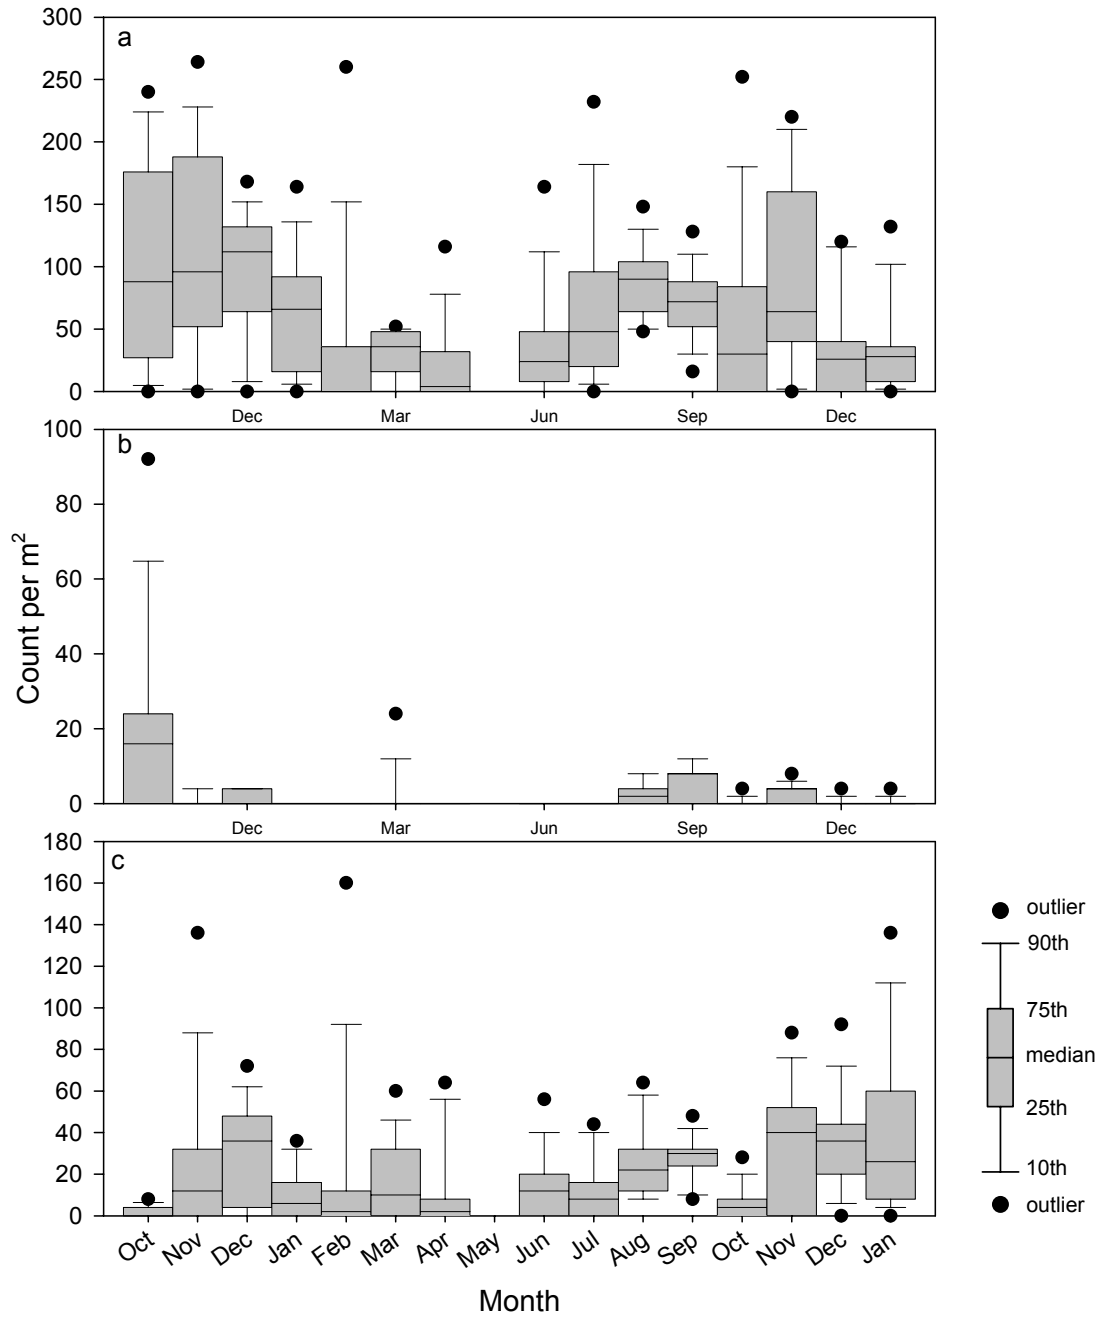 300
a
250
200
150
100
50
0
Dec Mar Jun Sep Dec
100
b
80
60
40
20
0
Dec Mar Jun Sep Dec
Count per m²
180
c
160
140
120
100
80
60
40
20
0
Oct Nov Dec Jan Feb Mar Apr May Jun Jul Aug Sep Oct Nov Dec Jan
Month
outlier
90th
75th
median
25th
10th
outlier